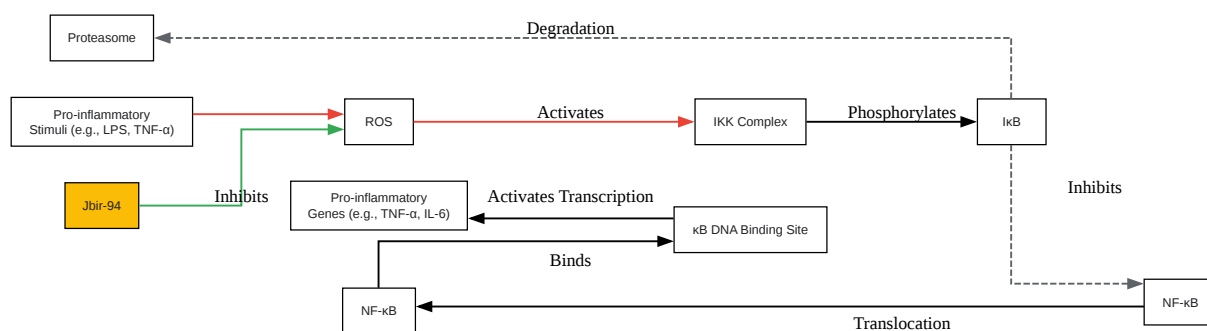 Degradation
Proteasome
Pro-inflammatory
Stimuli (e.g., LPS, TNF-α)
ROS
Activates
IKK Complex
Phosphorylates
IκB
Jbir-94
Inhibits
Pro-inflammatory
Genes (e.g., TNF-α, IL-6)
Activates Transcription
κB DNA Binding Site
Inhibits
Binds
NF-κB
Translocation
NF-κB